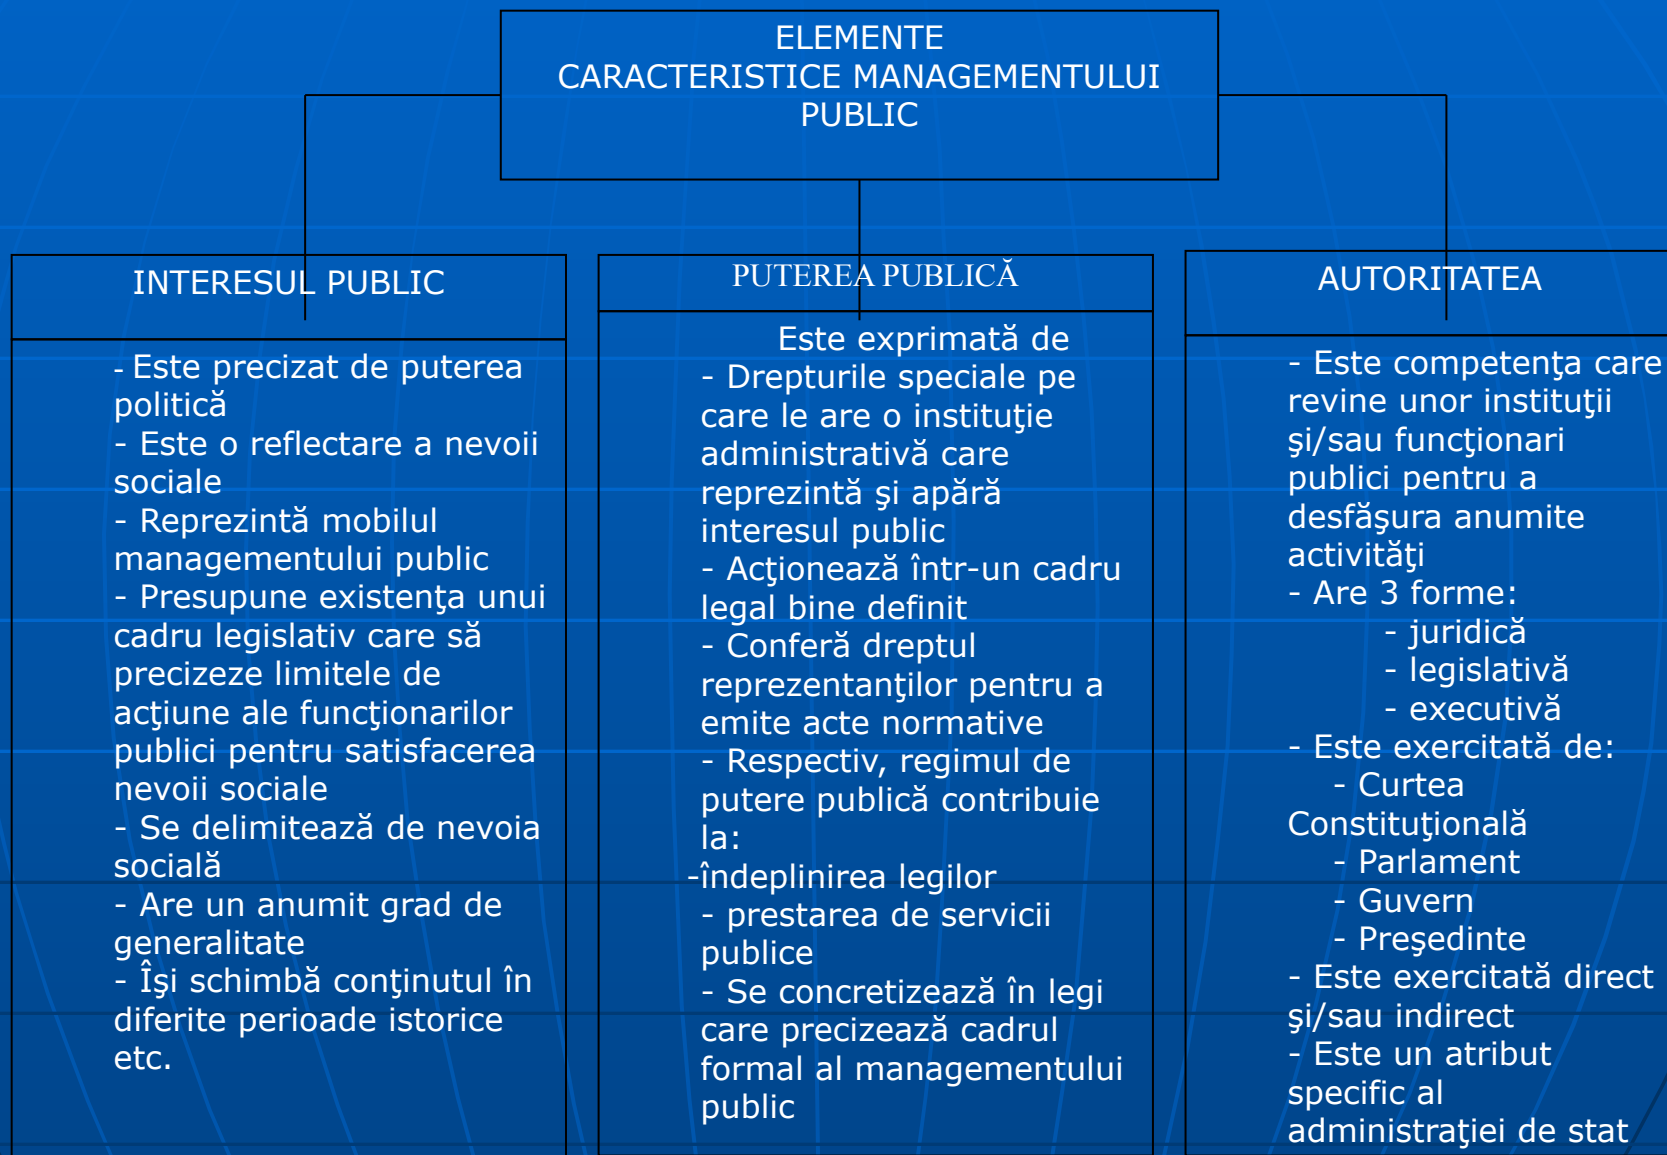 ELEMENTE
CARACTERISTICE MANAGEMENTULUI
PUBLIC
INTERESUL PUBLIC
- Este precizat de puterea
politică
- Este o reflectare a nevoii
sociale
- Reprezintă mobilul
managementului public
- Presupune existenţa unui
cadru legislativ care să
precizeze limitele de
acţiune ale funcţionarilor
publici pentru satisfacerea
nevoii sociale
- Se delimitează de nevoia
socială
- Are un anumit grad de
generalitate
- Îşi schimbă conţinutul în
diferite perioade istorice
etc.
PUTEREA PUBLICĂ
Este exprimată de
- Drepturile speciale pe
care le are o instituţie
administrativă care
reprezintă şi apără
interesul public
- Acţionează într-un cadru
legal bine definit
- Conferă dreptul
reprezentanţilor pentru a
emite acte normative
- Respectiv, regimul de
putere publică contribuie
la:
-îndeplinirea legilor
- prestarea de servicii
publice
- Se concretizează în legi
care precizează cadrul
formal al managementului
public
AUTORITATEA
- Este competenţa care
revine unor instituţii
şi/sau funcţionari
publici pentru a
desfăşura anumite
activităţi
- Are 3 forme:
- juridică
- legislativă
- executivă
- Este exercitată de:
- Curtea
Constituţională
- Parlament
- Guvern
- Preşedinte
- Este exercitată direct
şi/sau indirect
- Este un atribut
specific al
administraţiei de stat